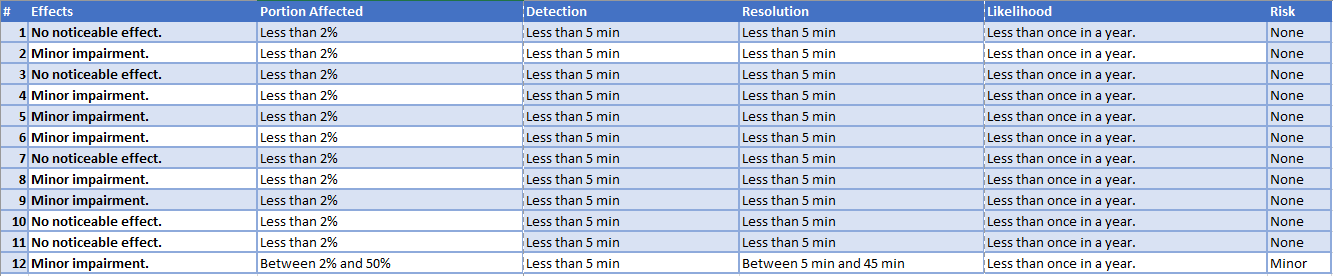 # Effects Portion Affected Detection Resolution Likelihood Risk
1 No noticeable effect. Less than 2% Less than 5 min Less than 5 min Less than once in a year. None
2 Minor impairment. Less than 2% Less than 5 min Less than 5 min Less than once in a year. None
3 No noticeable effect. Less than 2% Less than 5 min Less than 5 min Less than once in a year. None
4 Minor impairment. Less than 2% Less than 5 min Less than 5 min Less than once in a year. None
5 Minor impairment. Less than 2% Less than 5 min Less than 5 min Less than once in a year. None
6 Minor impairment. Less than 2% Less than 5 min Less than 5 min Less than once in a year. None
7 No noticeable effect. Less than 2% Less than 5 min Less than 5 min Less than once in a year. None
8 Minor impairment. Less than 2% Less than 5 min Less than 5 min Less than once in a year. None
9 Minor impairment. Less than 2% Less than 5 min Less than 5 min Less than once in a year. None
10 No noticeable effect. Less than 2% Less than 5 min Less than 5 min Less than once in a year. None
11 No noticeable effect. Less than 2% Less than 5 min Less than 5 min Less than once in a year. None
12 Minor impairment. Between 2% and 50% Less than 5 min Between 5 min and 45 min Less than once in a year. Minor